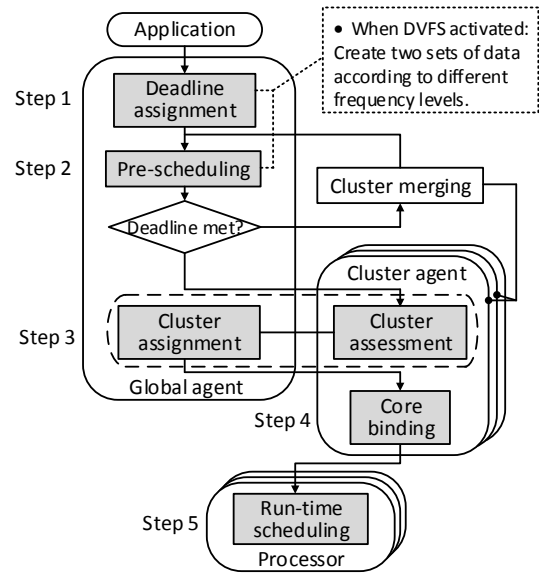 Application
● When DVFS activated:
Create two sets of data
according to different
frequency levels.
Step 1
Deadline
assignment
Step 2
Pre-scheduling
Cluster merging
Deadline met?
Cluster agent
Step 3
Cluster
assignment
Cluster
assessment
Global agent
Step 4
Core
binding
Step 5
Run-time
scheduling
Processor